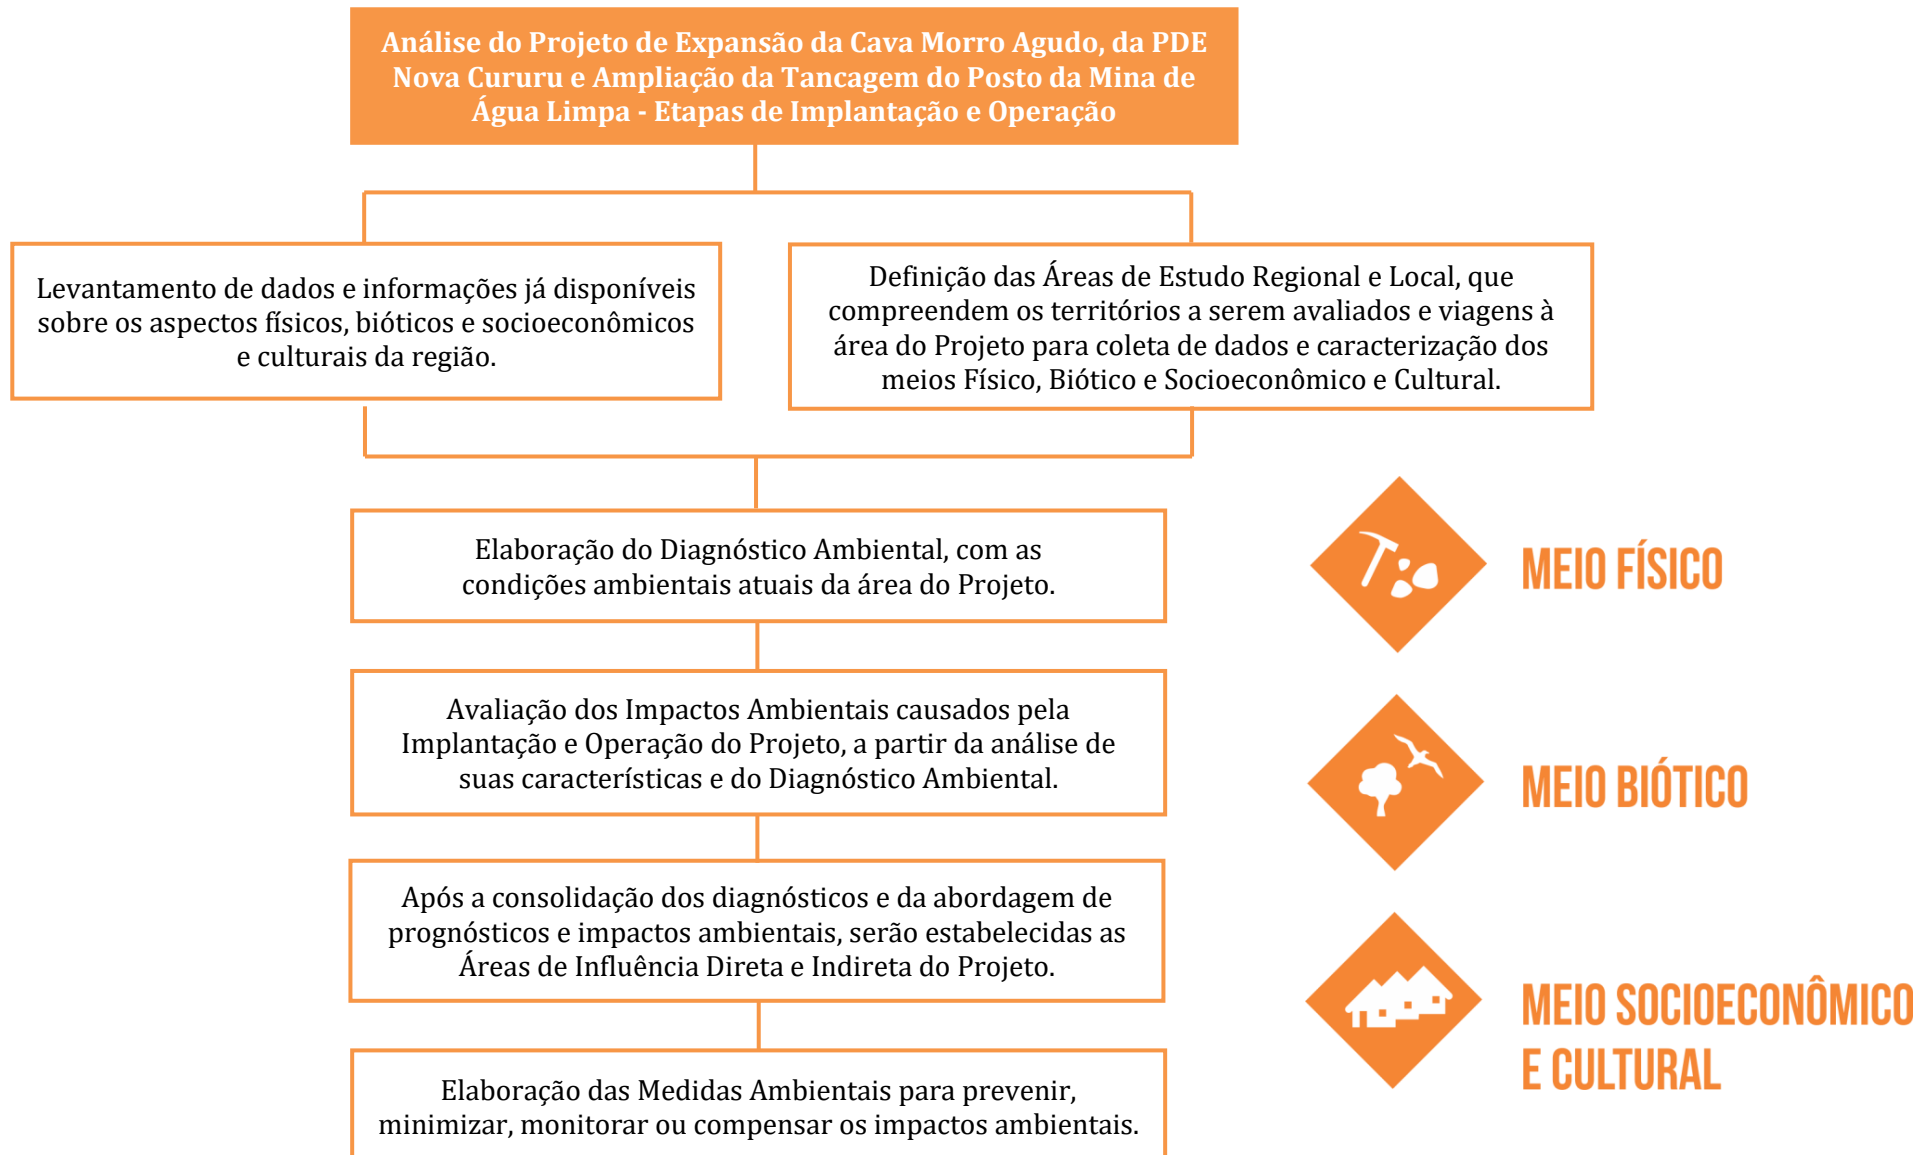 Análise do Projeto de Expansão da Cava Morro Agudo, da PDE
Nova Cururu e Ampliação da Tancagem do Posto da Mina de
Água Limpa - Etapas de Implantação e Operação
Levantamento de dados e informações já disponíveis
sobre os aspectos físicos, bióticos e socioeconômicos
e culturais da região.
Definição das Áreas de Estudo Regional e Local, que
compreendem os territórios a serem avaliados e viagens à
área do Projeto para coleta de dados e caracterização dos
meios Físico, Biótico e Socioeconômico e Cultural.
Elaboração do Diagnóstico Ambiental, com as
condições ambientais atuais da área do Projeto.
Avaliação dos Impactos Ambientais causados pela
Implantação e Operação do Projeto, a partir da análise de
suas características e do Diagnóstico Ambiental.
Após a consolidação dos diagnósticos e da abordagem de
prognósticos e impactos ambientais, serão estabelecidas as
Áreas de Influência Direta e Indireta do Projeto.
Elaboração das Medidas Ambientais para prevenir,
minimizar, monitorar ou compensar os impactos ambientais.
MEIO FÍSICO
MEIO BIÓTICO
MEIO SOCIOECONÔMICO
E CULTURAL